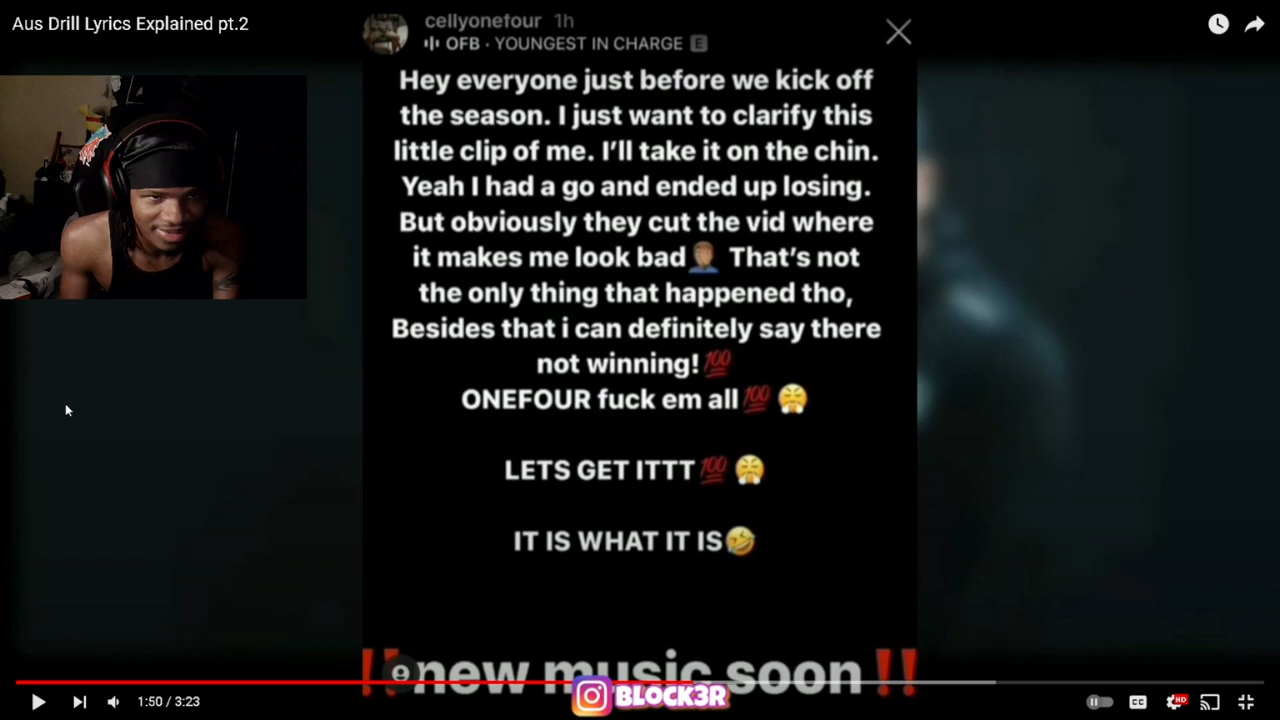 Aus Drill Lyrics Explained pt.2
cellyonefour 1h
OFB · YOUNGEST IN CHARGE E
Hey everyone just before we kick off
the season. I just want to clarify this
little clip of me. I'll take it on the chin.
Yeah I had a go and ended up losing.
But obviously they cut the vid where
it makes me look bad🤦🏽‍♂️ That's not
the only thing that happened tho,
Besides that i can definitely say there
not winning!💯
ONEFOUR fuck em all💯😤
LETS GET ITTT💯😤
IT IS WHAT IT IS🤣
‼️new music soon‼️
BLOCK3R
1:50 / 3:23
CC
HD